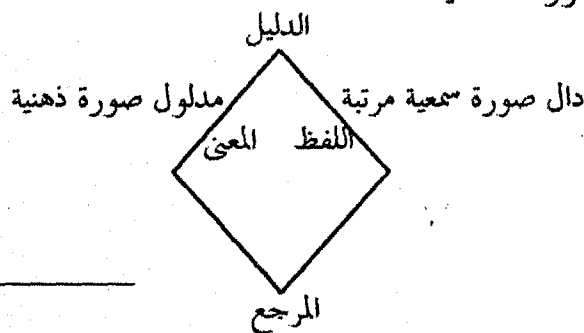 الدليل
دال صورة سمعية مرتبة
مدلول صورة ذهنية
اللفظ
المعنى
المرجع